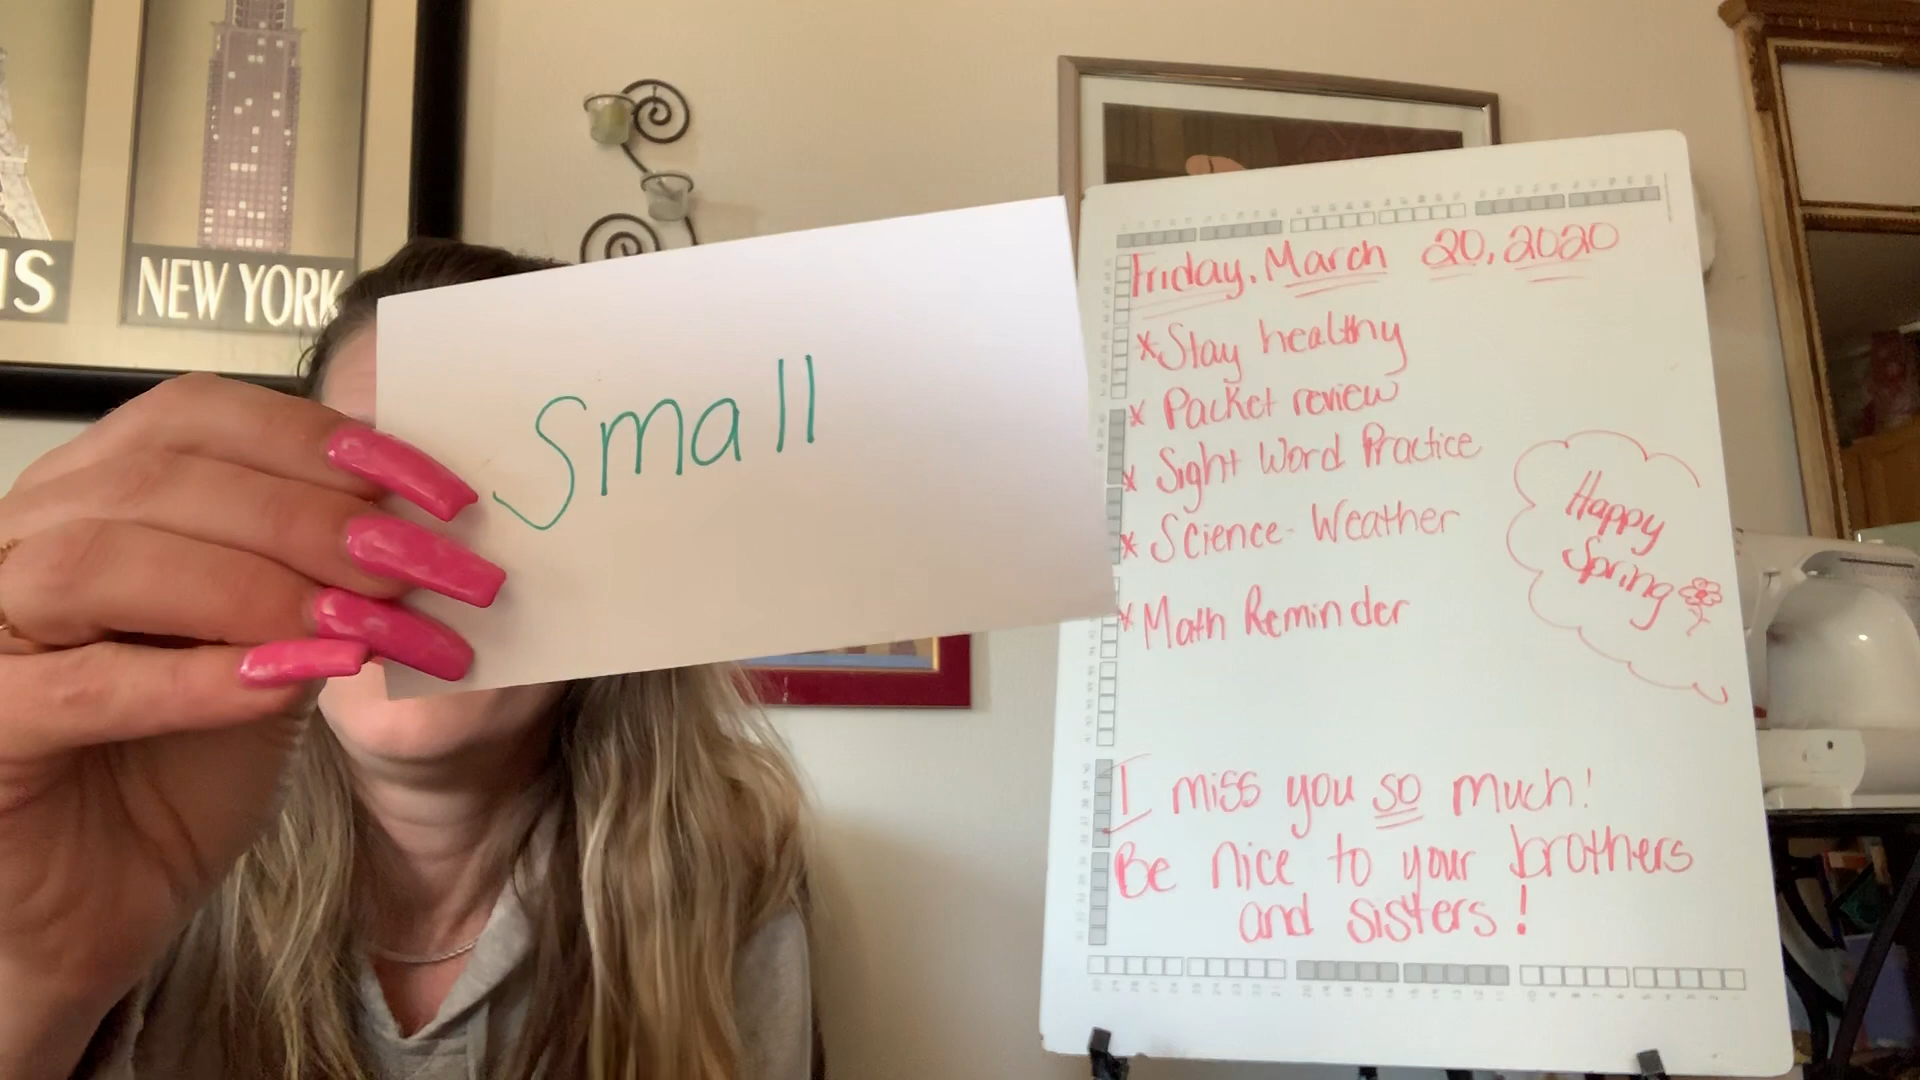 IS
NEW YORK
Small
Friday, March 20, 2020
* Stay healthy
* Packet review
* Sight Word Practice
* Science - Weather
* Math Reminder
Happy
Spring
I miss you so much!
Be nice to your brothers
and sisters!